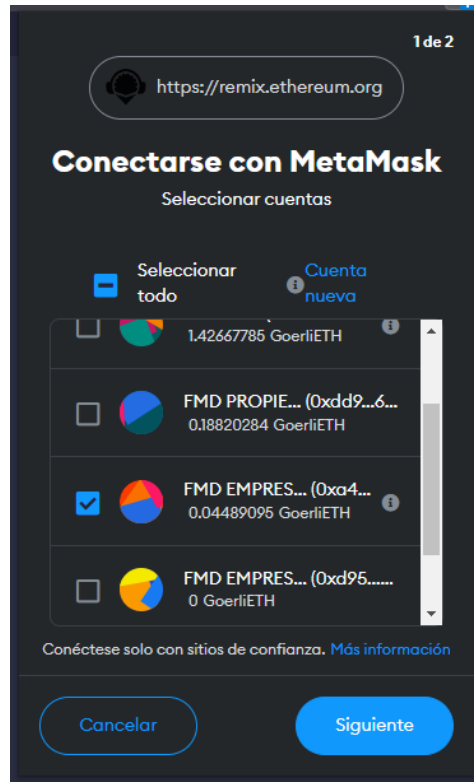 1 de 2
https://remix.ethereum.org
Conectarse con MetaMask
Seleccionar cuentas
Seleccionar
todo
Cuenta
nueva
1.42667785 GoerliETH
FMD PROPIE... (0xdd9...6...
0.18820284 GoerliETH
FMD EMPRES... (0xa4...
0.04489095 GoerliETH
FMD EMPRES... (0xd95......
0 GoerliETH
Conéctese solo con sitios de confianza. Más información
Cancelar
Siguiente